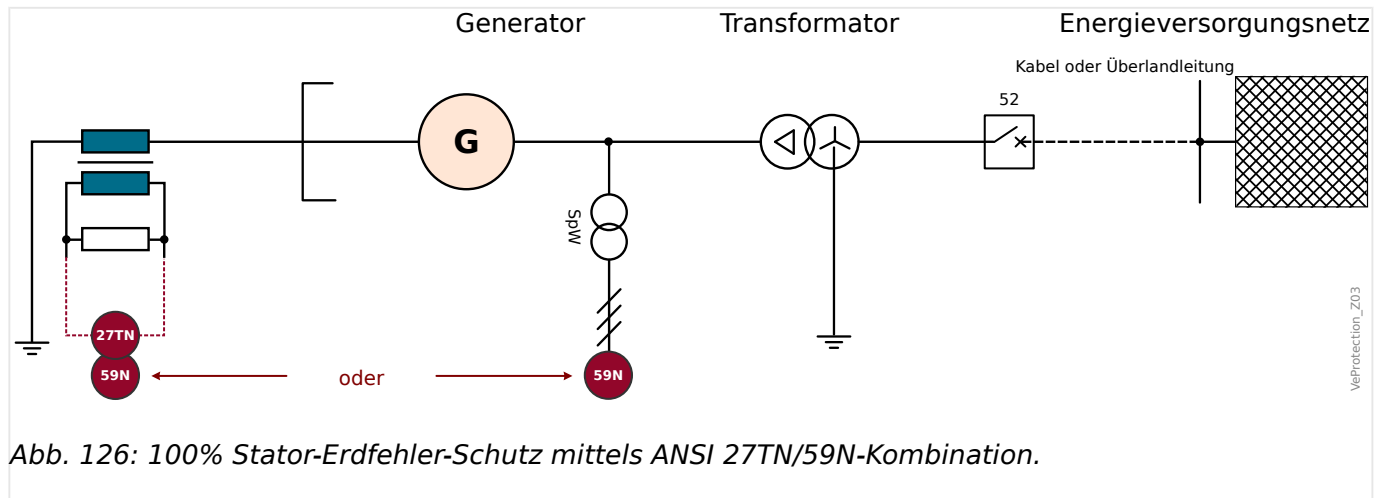 Generator
Transformator
Energieversorgungsnetz
Kabel oder Überlandleitung
52
G
SpW
27TN
59N
oder
59N
VeProtection_Z03
Abb. 126: 100% Stator-Erdfehler-Schutz mittels ANSI 27TN/59N-Kombination.